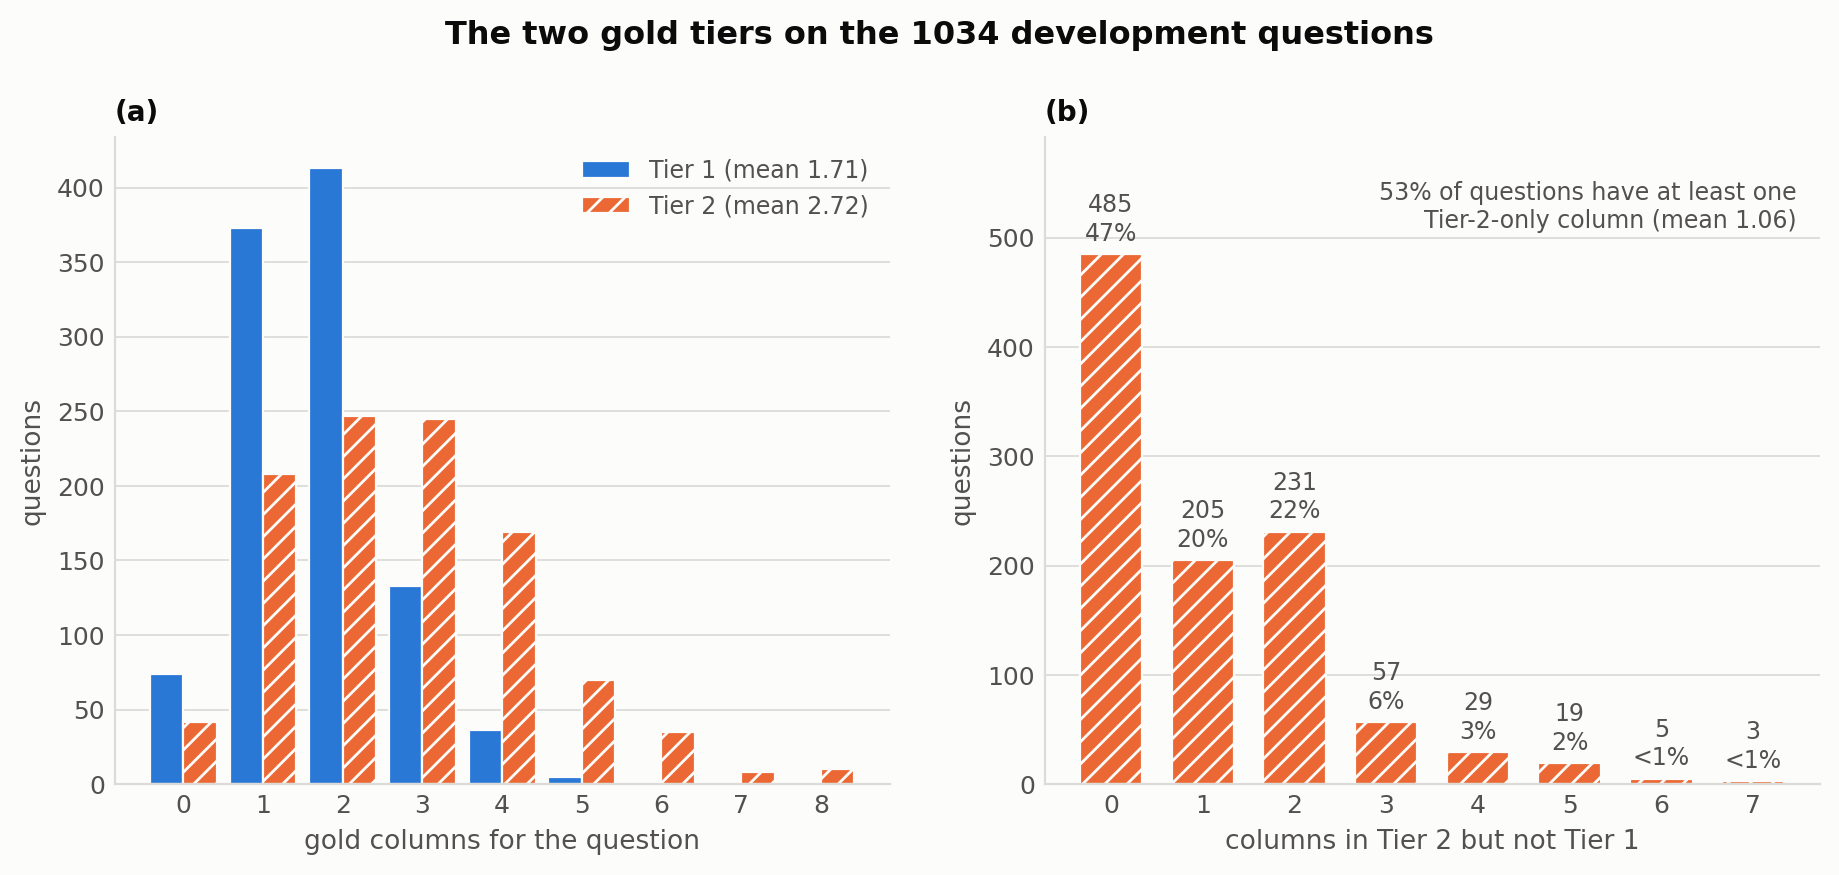 The two gold tiers on the 1034 development questions
(a)
Tier 1 (mean 1.71)
Tier 2 (mean 2.72)
400
350
300
250
200
150
100
50
0
questions
0 1 2 3 4 5 6 7 8
gold columns for the question
(b)
53% of questions have at least one
Tier-2-only column (mean 1.06)
500
400
300
200
100
0
questions
485
47%
205
20%
231
22%
57
6%
29
3%
19
2%
5
<1%
3
<1%
0 1 2 3 4 5 6 7
columns in Tier 2 but not Tier 1